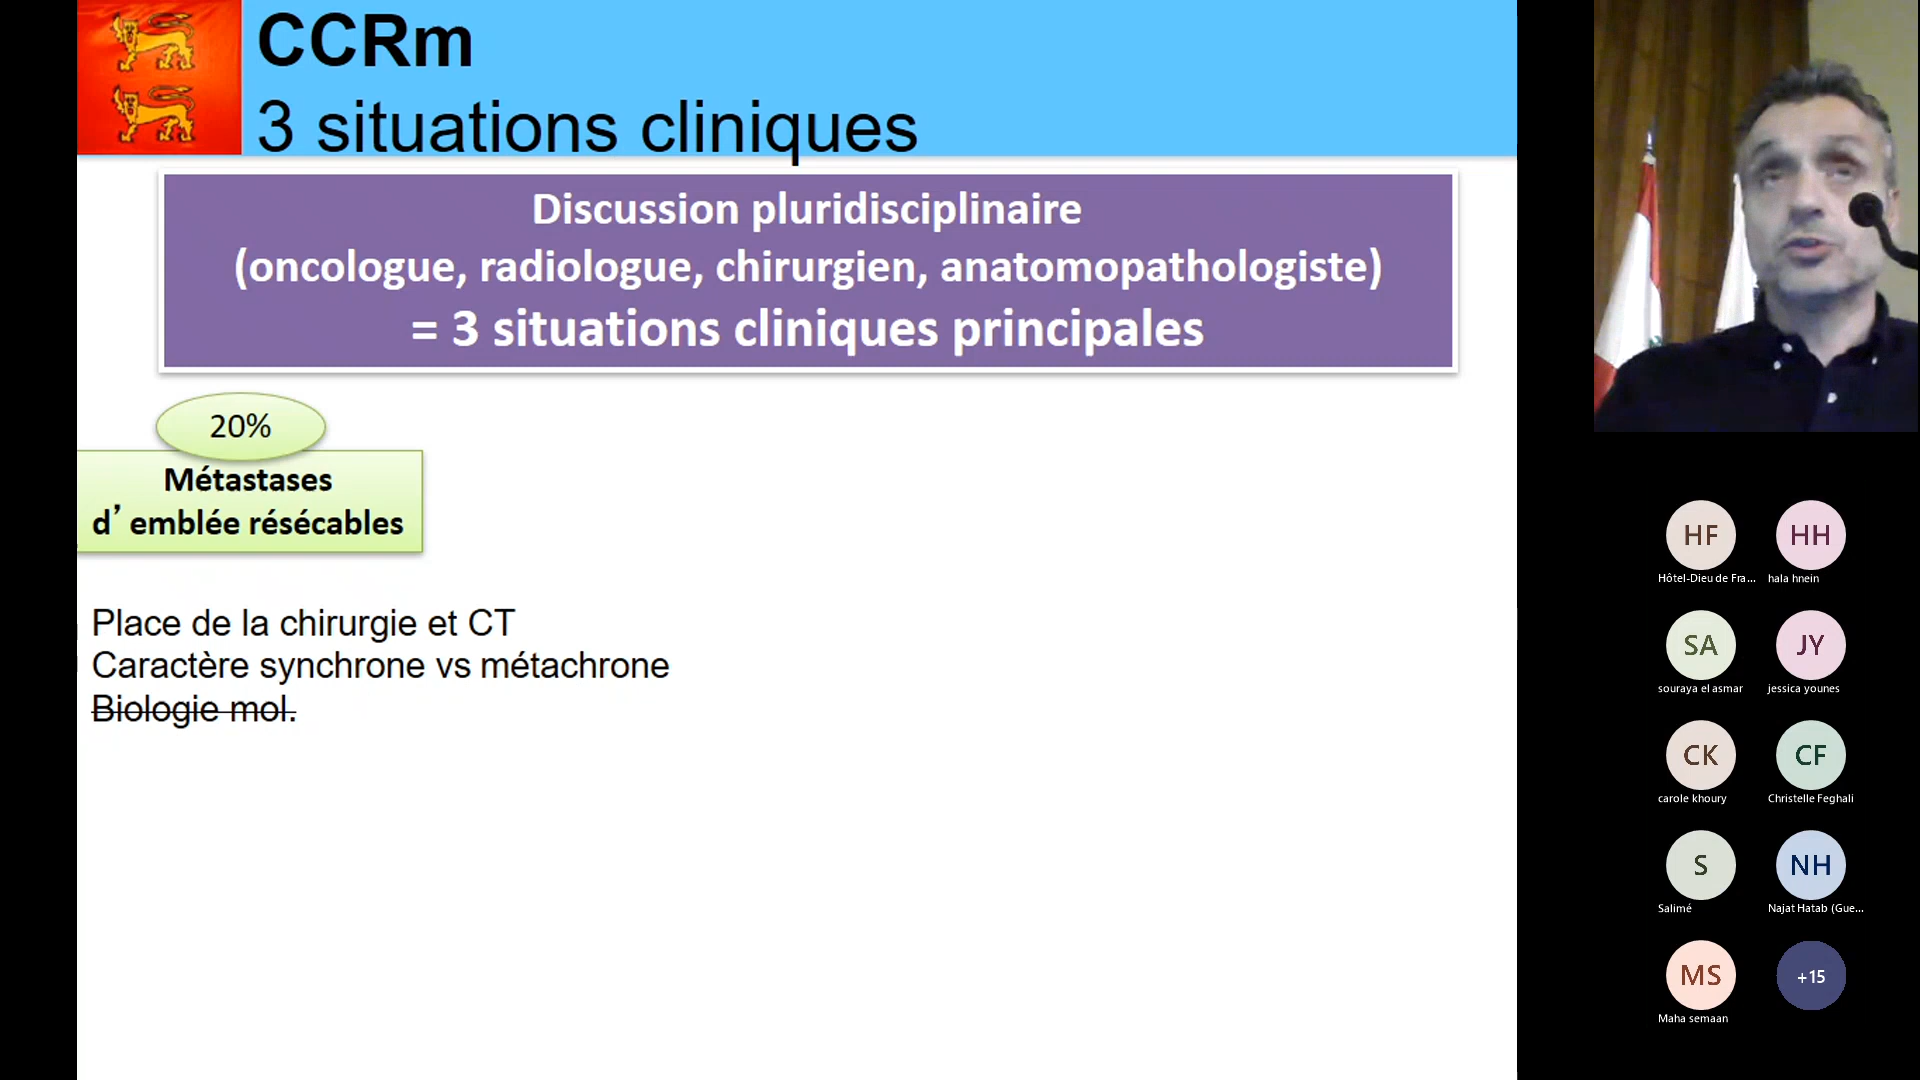 CCRm
3 situations cliniques
Discussion pluridisciplinaire
(oncologue, radiologue, chirurgien, anatomopathologiste)
= 3 situations cliniques principales
20%
Métastases
d’ emblée résécables
Place de la chirurgie et CT
Caractère synchrone vs métachrone
Biologie mol.
HF
Hôtel-Dieu de Fra...
HH
hala hnein
SA
souraya el asmar
JY
jessica younes
CK
carole khoury
CF
Christelle Feghali
S
Salimé
NH
Najat Hatab (Gue...
MS
Maha semaan
+15